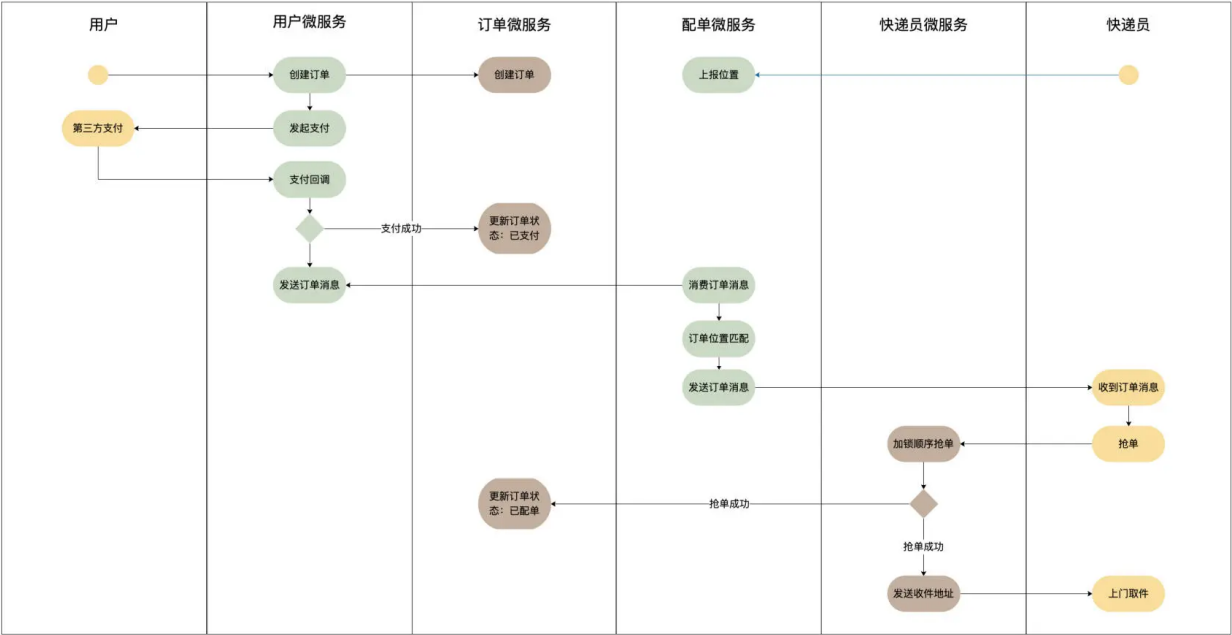 用户
用户微服务
订单微服务
配单微服务
快递员微服务
快递员
创建订单
创建订单
上报位置
第三方支付
发起支付
支付回调
支付成功
更新订单状
态：已支付
发送订单消息
消费订单消息
订单位置匹配
发送订单消息
收到订单消息
加锁顺序抢单
抢单
更新订单状
态：已配单
抢单成功
抢单成功
发送收件地址
上门取件